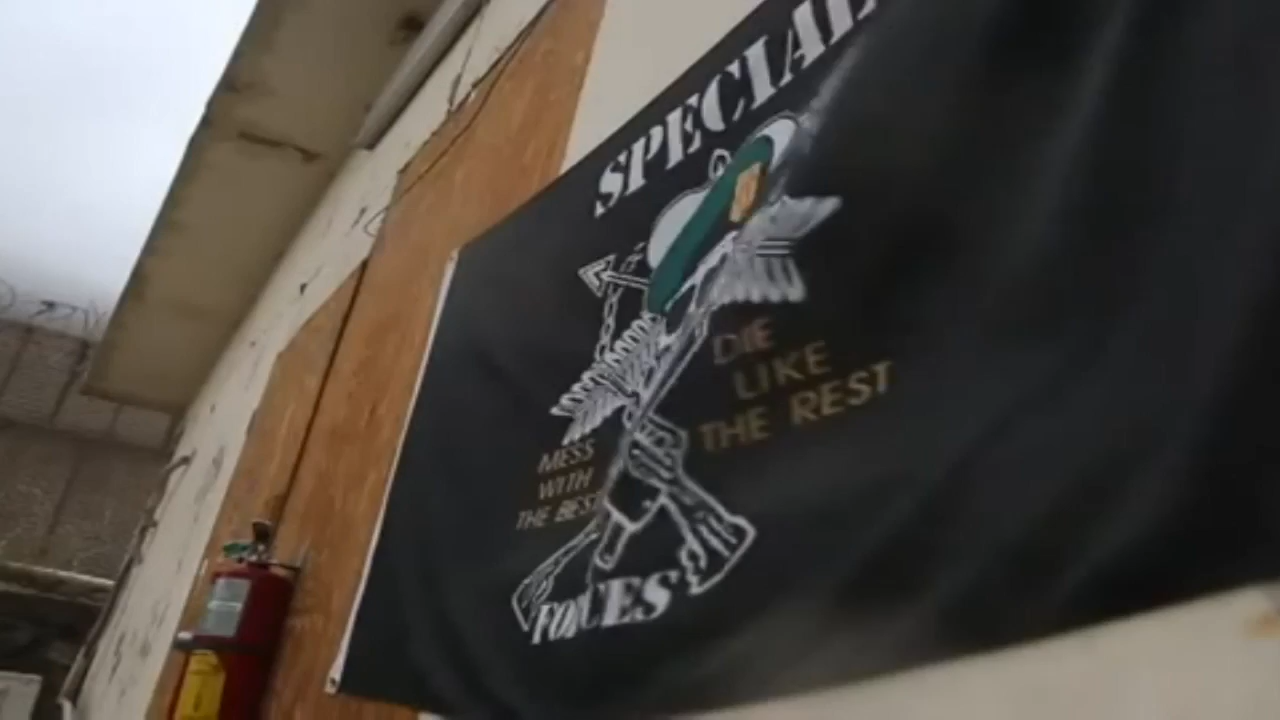 SPECIAL
MESS
WITH
THE BEST
DIE
LIKE
THE REST
FORCES